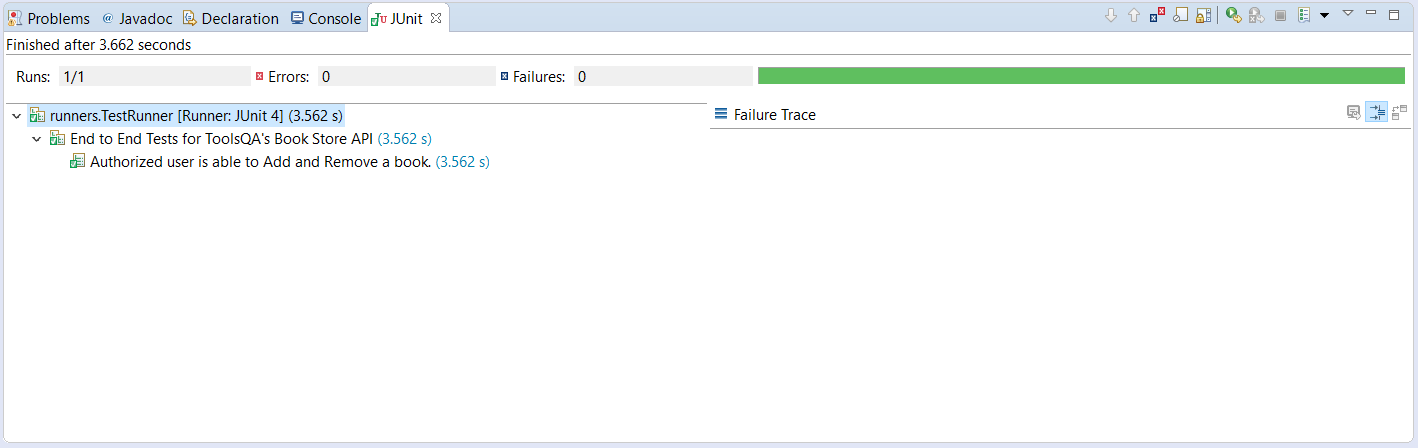 Problems @ Javadoc Declaration Console JUnit
Finished after 3.662 seconds
Runs: 1/1 Errors: 0 Failures: 0
runners.TestRunner [Runner: JUnit 4] (3.562 s)
Failure Trace
End to End Tests for ToolsQA's Book Store API (3.562 s)
Authorized user is able to Add and Remove a book. (3.562 s)